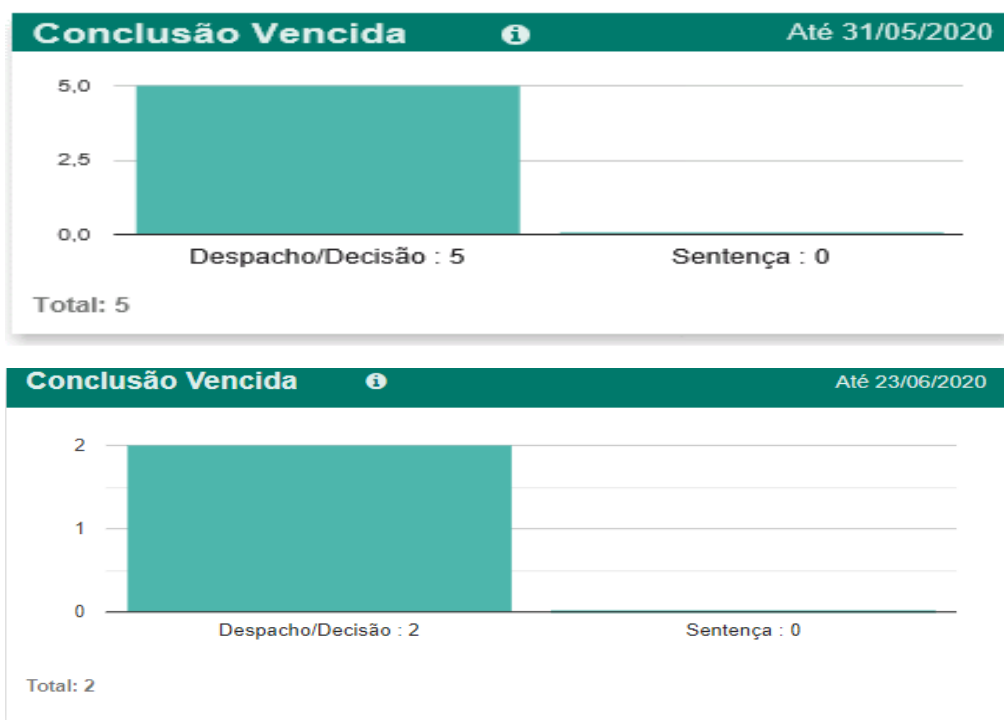 Conclusão Vencida Até 31/05/2020
5,0
2,5
0,0
Despacho/Decisão : 5 Sentença : 0
Total: 5
Conclusão Vencida Até 23/06/2020
2
1
0
Despacho/Decisão : 2 Sentença : 0
Total: 2